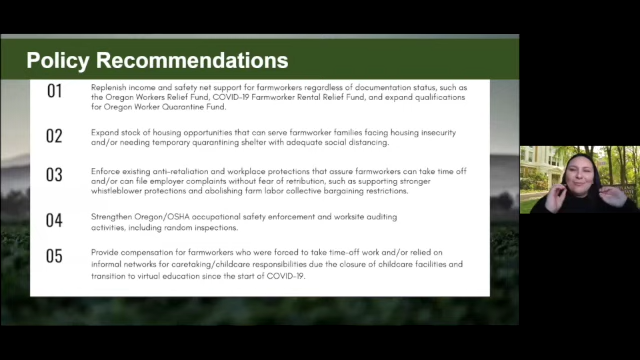 Policy Recommendations
01
Replenish income and safety net support for farmworkers regardless of documentation status, such as
the Oregon Workers Relief Fund, COVID-19 Farmworker Rental Relief Fund, and expand qualifications
for Oregon Worker Quarantine Fund.
02
Expand stock of housing opportunities that can serve farmworker families facing housing insecurity
and/or needing temporary quarantining shelter with adequate social distancing.
03
Enforce existing anti-retaliation and workplace protections that assure farmworkers can take time off
and/or can file employer complaints without fear of retribution, such as supporting stronger
whistleblower protections and abolishing farm labor collective bargaining restrictions.
04
Strengthen Oregon/OSHA occupational safety enforcement and worksite auditing
activities, including random inspections.
05
Provide compensation for farmworkers who were forced to take time-off work and/or relied on
informal networks for caretaking/childcare responsibilities due the closure of childcare facilities and
transition to virtual education since the start of COVID-19.